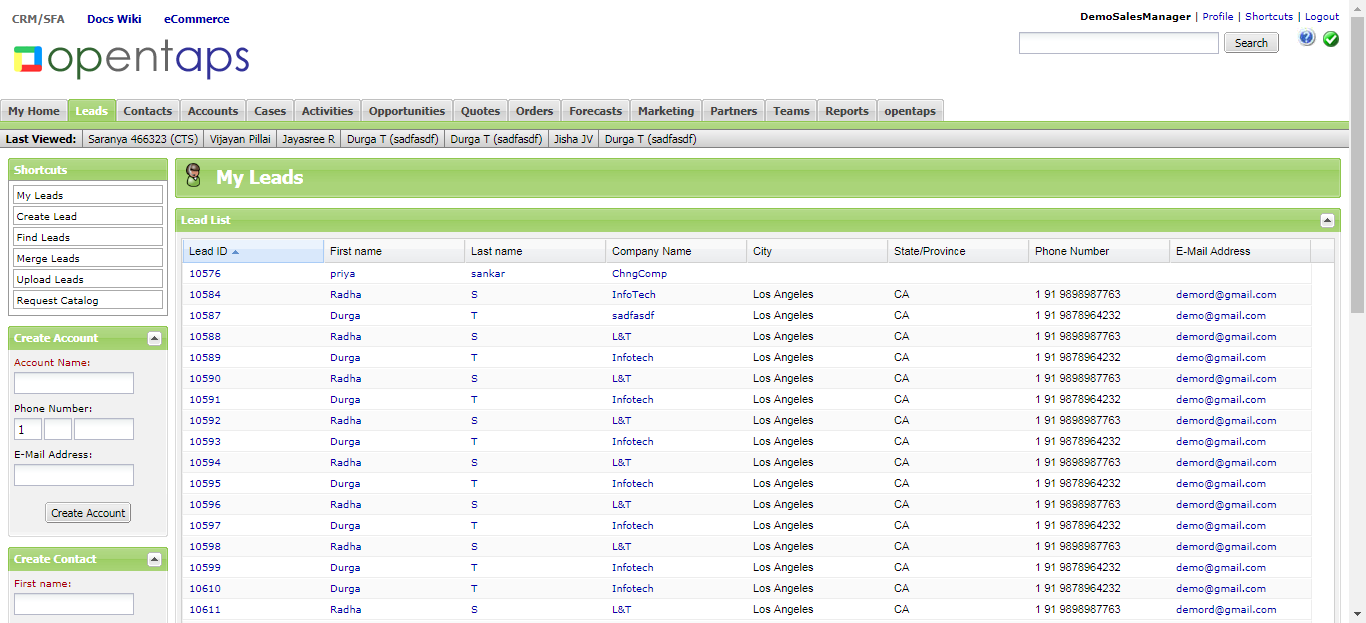 CRM/SFA Docs Wiki eCommerce
DemoSalesManager | Profile | Shortcuts | Logout
opentaps
Search
My Home Leads Contacts Accounts Cases Activities Opportunities Quotes Orders Forecasts Marketing Partners Teams Reports opentaps
Last Viewed: Saranya 466323 (CTS) Vijayan Pillai Jayasree R Durga T (sadfasdf) Durga T (sadfasdf) Jisha JV Durga T (sadfasdf)
Shortcuts
My Leads
Create Lead
Find Leads
Merge Leads
Upload Leads
Request Catalog
Create Account
Account Name:
Phone Number:
1
E-Mail Address:
Create Account
Create Contact
First name:
My Leads
Lead List
Lead ID First name Last name Company Name City State/Province Phone Number E-Mail Address
10576 priya sankar ChngComp
10584 Radha S InfoTech Los Angeles CA 1 91 9898987763 demord@gmail.com
10587 Durga T sadfasdf Los Angeles CA 1 91 9878964232 demo@gmail.com
10588 Radha S L&T Los Angeles CA 1 91 9898987763 demord@gmail.com
10589 Durga T Infotech Los Angeles CA 1 91 9878964232 demo@gmail.com
10590 Radha S L&T Los Angeles CA 1 91 9898987763 demord@gmail.com
10591 Durga T Infotech Los Angeles CA 1 91 9878964232 demo@gmail.com
10592 Radha S L&T Los Angeles CA 1 91 9898987763 demord@gmail.com
10593 Durga T Infotech Los Angeles CA 1 91 9878964232 demo@gmail.com
10594 Radha S L&T Los Angeles CA 1 91 9898987763 demord@gmail.com
10595 Durga T Infotech Los Angeles CA 1 91 9878964232 demo@gmail.com
10596 Radha S L&T Los Angeles CA 1 91 9898987763 demord@gmail.com
10597 Durga T Infotech Los Angeles CA 1 91 9878964232 demo@gmail.com
10598 Radha S L&T Los Angeles CA 1 91 9898987763 demord@gmail.com
10599 Durga T Infotech Los Angeles CA 1 91 9878964232 demo@gmail.com
10610 Durga T Infotech Los Angeles CA 1 91 9878964232 demo@gmail.com
10611 Radha S L&T Los Angeles CA 1 91 9898987763 demord@gmail.com